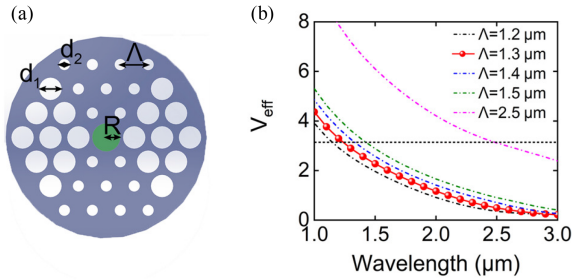 (a)
d₂
Λ
d₁
R
(b)
Λ=1.2 μm
Λ=1.3 μm
Λ=1.4 μm
Λ=1.5 μm
Λ=2.5 μm
V_eff
8
6
4
2
0
1.0 1.5 2.0 2.5 3.0
Wavelength (μm)